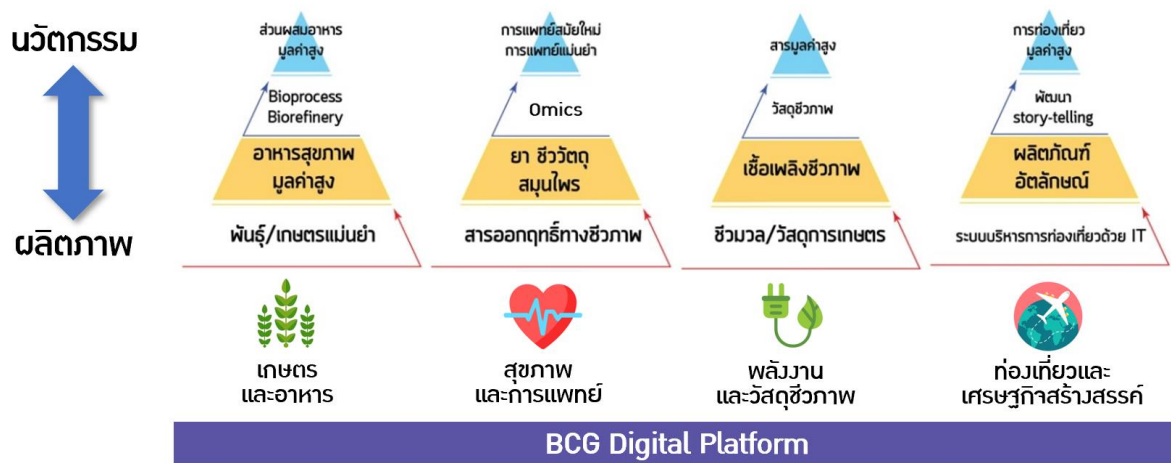 นวัตกรรม
ผลิตภาพ
ส่วนผสมอาหาร
มูลค่าสูง
Bioprocess
Biorefinery
อาหารสุขภาพ
มูลค่าสูง
พันธุ์/เกษตรแม่นยำ
เกษตร
และอาหาร
การแพทย์สมัยใหม่
การแพทย์แม่นยำ
Omics
ยา ชีววัตถุ
สมุนไพร
สารออกฤทธิ์ทางชีวภาพ
สุขภาพ
และการแพทย์
สารมูลค่าสูง
วัสดุชีวภาพ
เชื้อเพลิงชีวภาพ
ชีวมวล/วัสดุการเกษตร
พลังงาน
และวัสดุชีวภาพ
การท่องเที่ยว
มูลค่าสูง
พัฒนา
story-telling
ผลิตภัณฑ์
อัตลักษณ์
ระบบบริหารการท่องเที่ยวด้วย IT
ท่องเที่ยวและ
เศรษฐกิจสร้างสรรค์
BCG Digital Platform